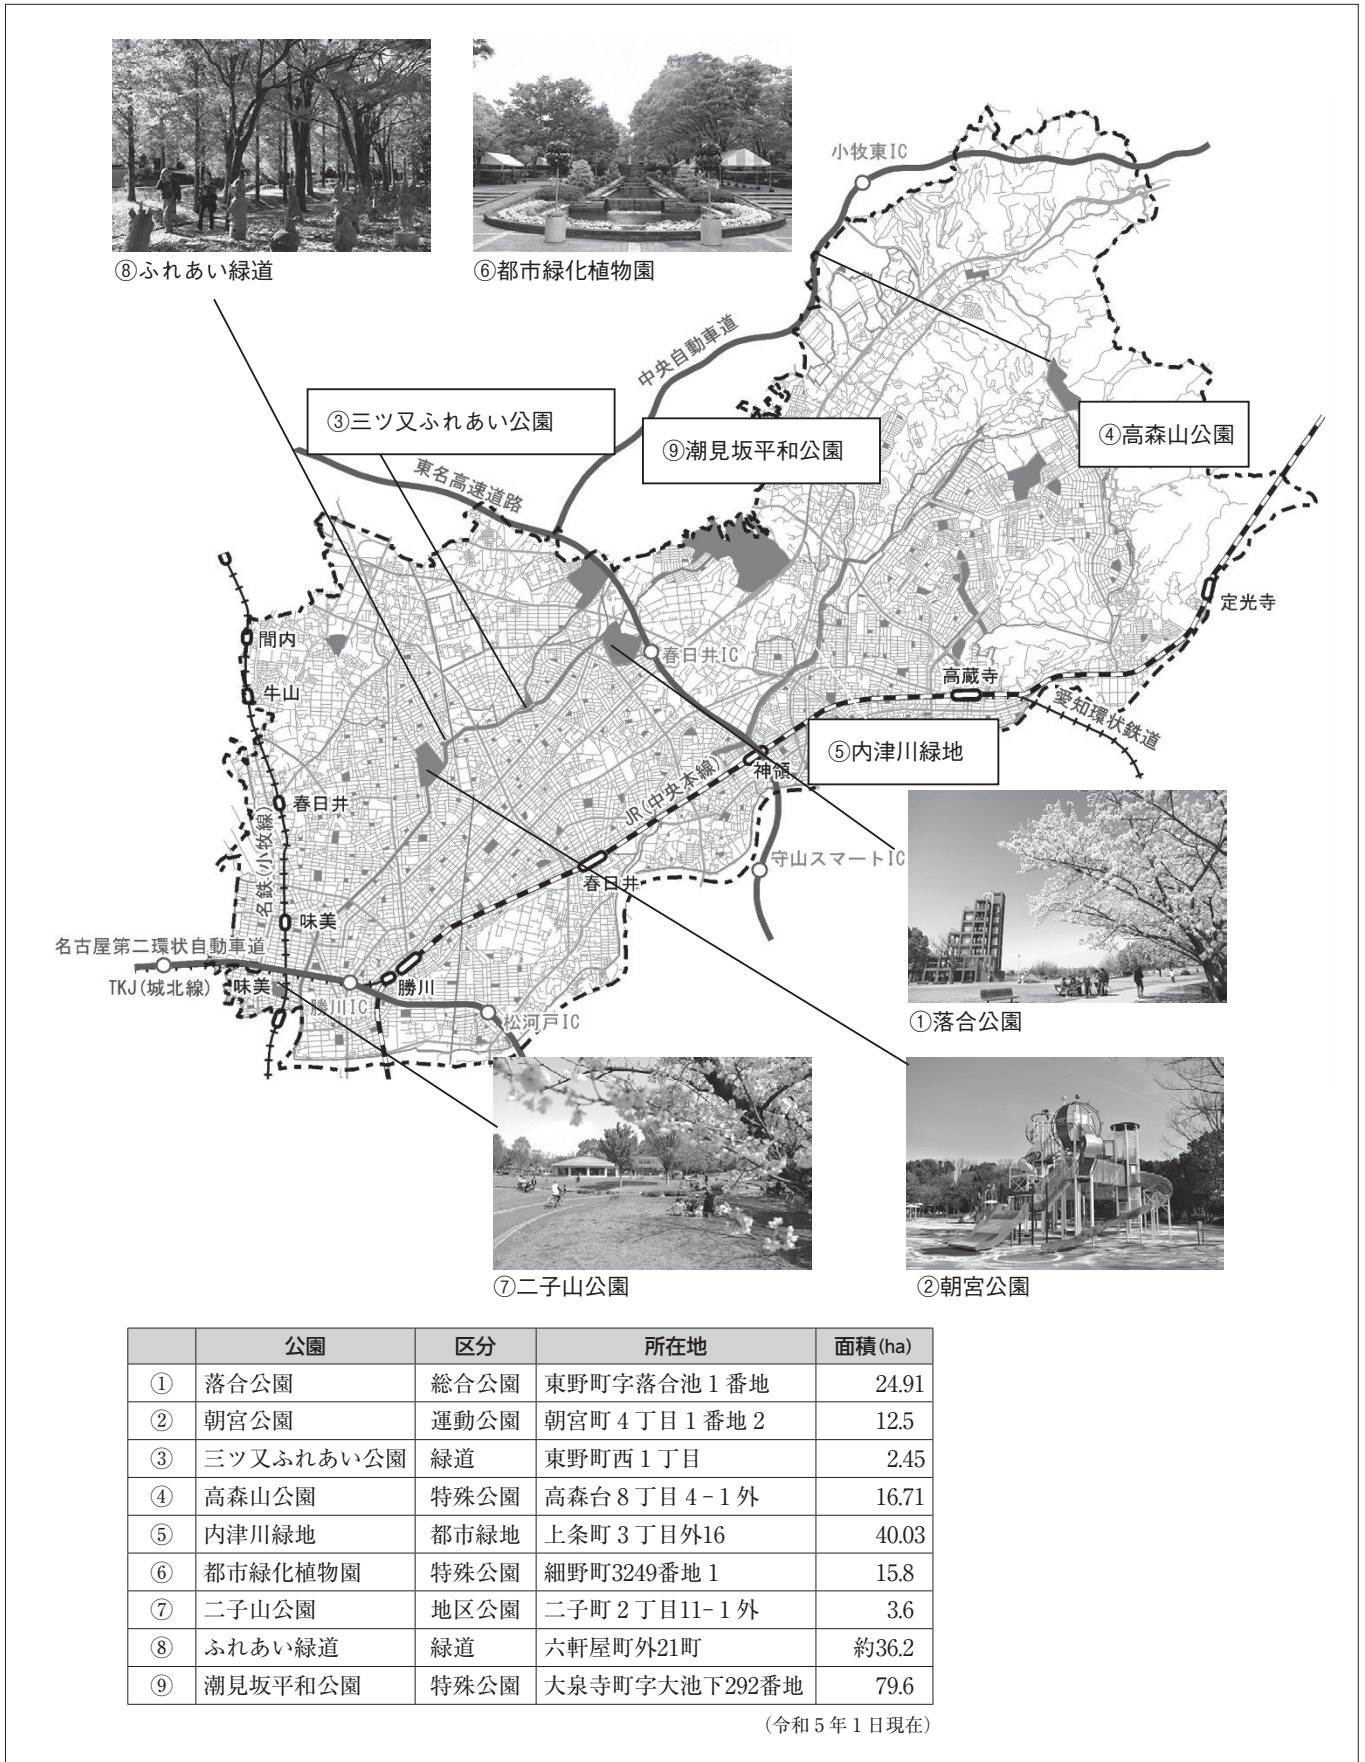 ⑧ふれあい緑道
⑥都市緑化植物園
小牧東IC
中央自動車道
③三ツ又ふれあい公園
⑨潮見坂平和公園
④高森山公園
東名高速道路
定光寺
間内
春日井IC
牛山
高蔵寺
愛知環状鉄道
⑤内津川緑地
神領
JR(中央本線)
春日井
名鉄(小牧線)
守山スマートIC
春日井
味美
名古屋第二環状自動車道
TKJ(城北線)
味美
勝川IC
勝川
松河戸IC
①落合公園
⑦二子山公園
②朝宮公園
公園 区分 所在地 面積(ha)
① 落合公園 総合公園 東野町字落合池1番地 24.91
② 朝宮公園 運動公園 朝宮町4丁目1番地2 12.5
③ 三ツ又ふれあい公園 緑道 東野町西1丁目 2.45
④ 高森山公園 特殊公園 高森台8丁目4-1外 16.71
⑤ 内津川緑地 都市緑地 上条町3丁目外16 40.03
⑥ 都市緑化植物園 特殊公園 細野町3249番地1 15.8
⑦ 二子山公園 地区公園 二子町2丁目11-1外 3.6
⑧ ふれあい緑道 緑道 六軒屋町外21町 約36.2
⑨ 潮見坂平和公園 特殊公園 大泉寺町字大池下292番地 79.6
(令和5年1日現在)